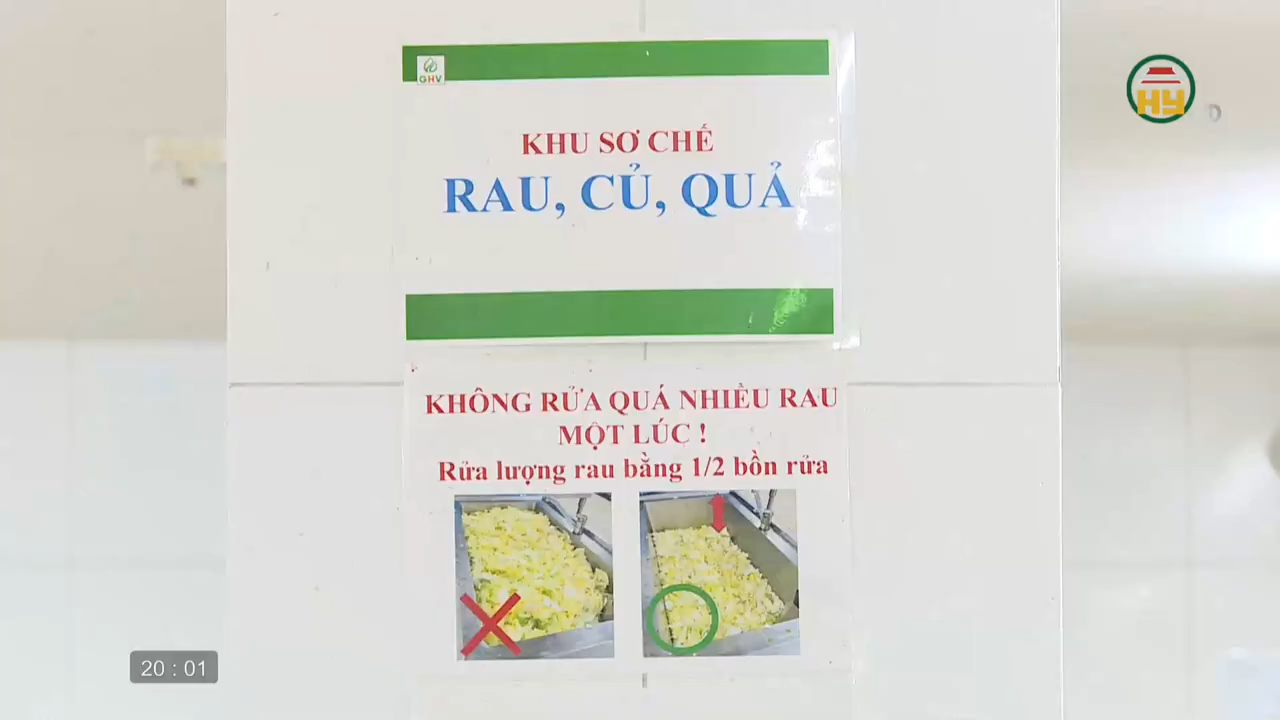 GHV
HY
KHU SƠ CHẾ
RAU, CỦ, QUẢ
KHÔNG RỬA QUÁ NHIỀU RAU
MỘT LÚC !
Rửa lượng rau bằng 1/2 bồn rửa
20 : 01